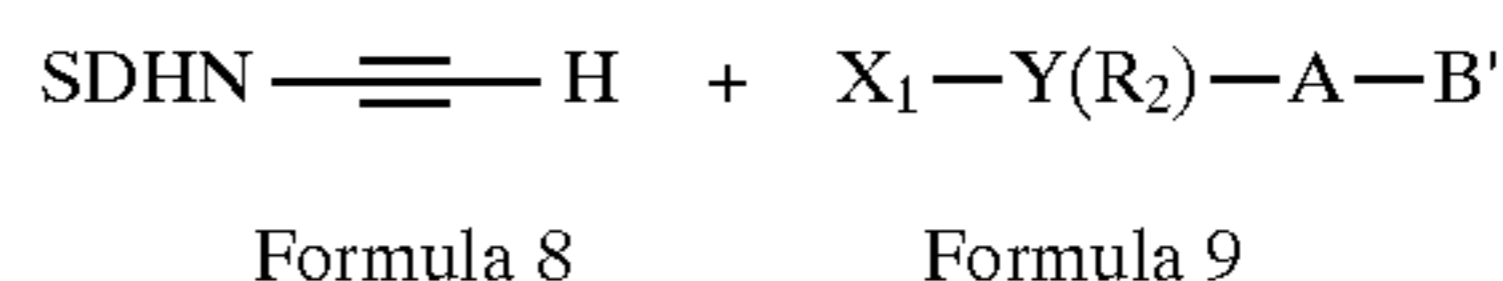 SDHN—≡—H + X₁—Y(R₂)—A—B'
Formula 8 Formula 9